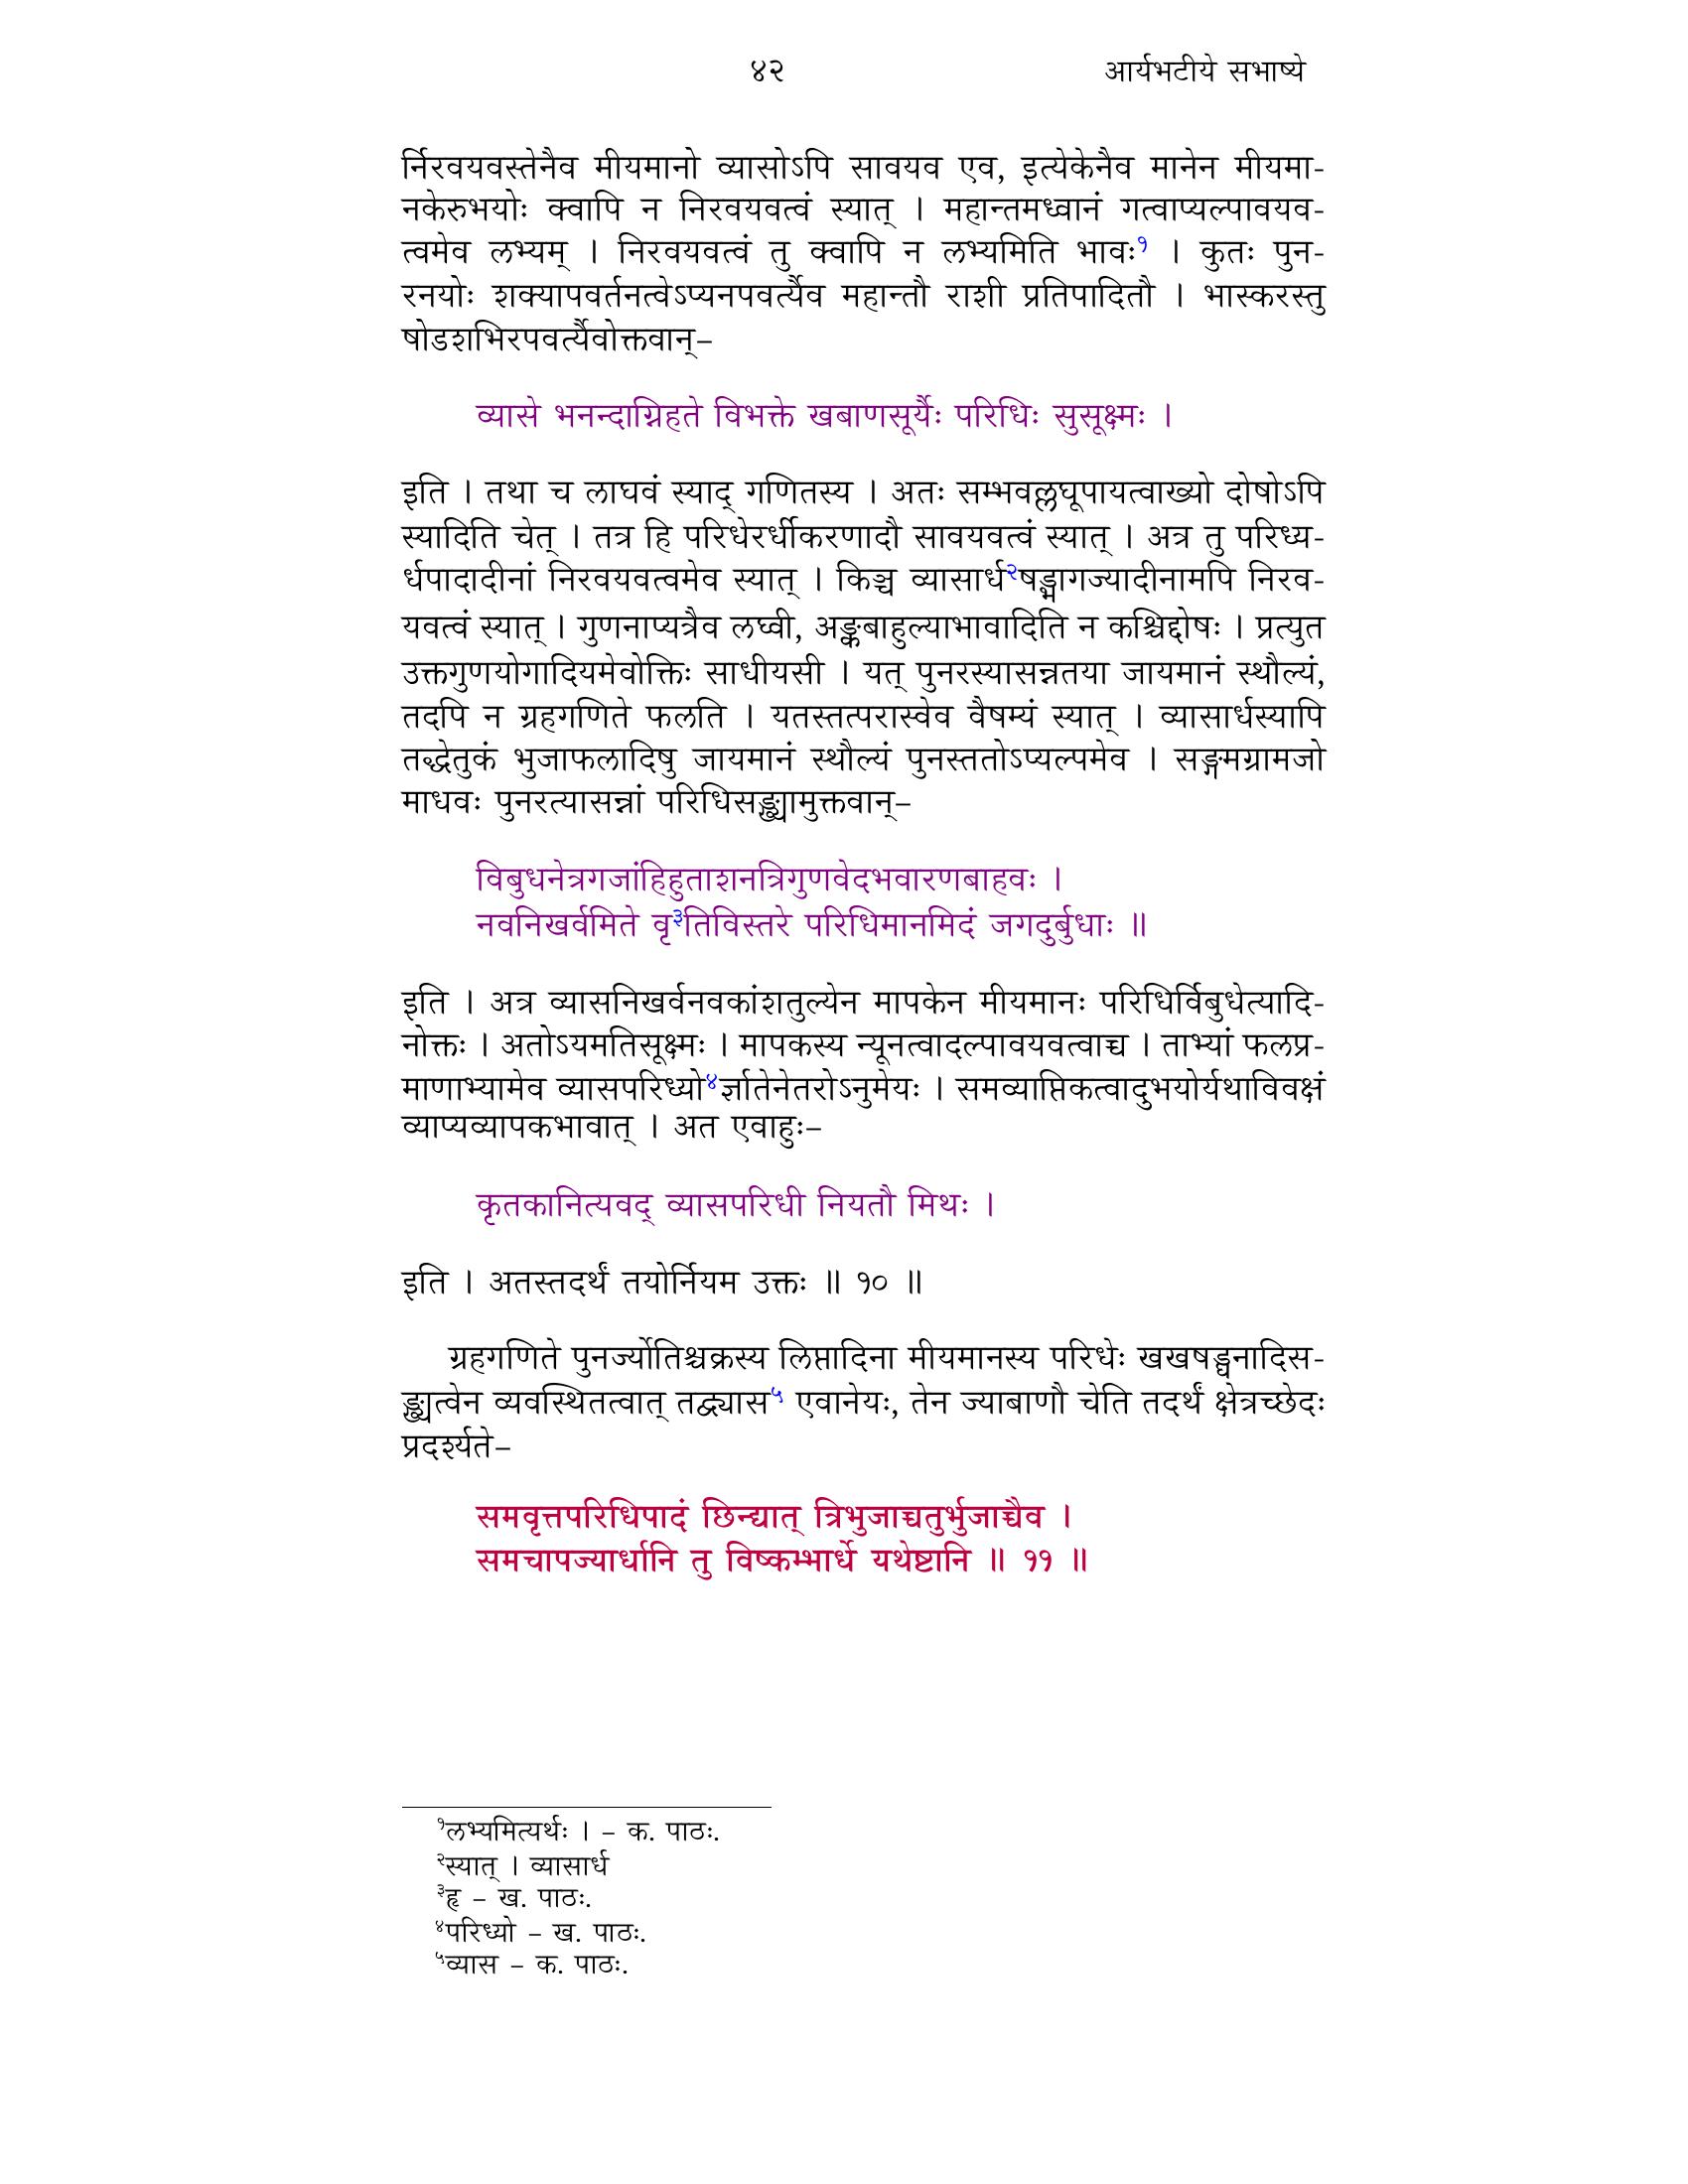 ४२ आर्यभटीये सभाष्ये
र्निरवयवस्तेनैव मीयमानो व्यासोऽपि सावयव एव, इत्येकेनैव मानेन मीयमा-
नकेरुभयोः क्वापि न निरवयवत्वं स्यात् । महान्तमध्वानं गत्वाप्यल्पावयव-
त्वमेव लभ्यम् । निरवयवत्वं तु क्वापि न लभ्यमिति भावः१ । कुतः पुन-
रनयोः शक्यापवर्तनत्वेऽप्यनपवर्त्यैव महान्तौ राशी प्रतिपादितौ । भास्करस्तु
षोडशभिरपवर्त्यैवोक्तवान्–
व्यासे भनन्दाग्निहते विभक्ते खबाणसूर्यैः परिधिः सुसूक्ष्मः ।
इति । तथा च लाघवं स्याद् गणितस्य । अतः सम्भवल्लघूपायत्वाख्यो दोषोऽपि
स्यादिति चेत् । तत्र हि परिधेरर्धीकरणादौ सावयवत्वं स्यात् । अत्र तु परिध्य-
र्धपादादीनां निरवयवत्वमेव स्यात् । किञ्च व्यासार्ध२षड्भागज्यादीनामपि निरव-
यवत्वं स्यात् । गुणनाप्यत्रैव लघ्वी, अङ्कबाहुल्याभावादिति न कश्चिद्दोषः । प्रत्युत
उक्तगुणयोगादियमेवोक्तिः साधीयसी । यत् पुनरस्यासन्नतया जायमानं स्थौल्यं,
तदपि न ग्रहगणिते फलति । यतस्तत्परास्वेव वैषम्यं स्यात् । व्यासार्धस्यापि
तद्धेतुकं भुजाफलादिषु जायमानं स्थौल्यं पुनस्ततोऽप्यल्पमेव । सङ्गमग्रामजो
माधवः पुनरत्यासन्नां परिधिसङ्ख्यामुक्तवान्–
विबुधनेत्रगजांहिहुताशनत्रिगुणवेदभवारणबाहवः ।
नवनिखर्वमिते वृ३तिविस्तरे परिधिमानमिदं जगदुर्बुधाः ॥
इति । अत्र व्यासनिखर्वनवकांशतुल्येन मापकेन मीयमानः परिधिर्विबुधेत्यादि-
नोक्तः । अतोऽयमतिसूक्ष्मः । मापकस्य न्यूनत्वादल्पावयवत्वाच्च । ताभ्यां फलप्र-
माणाभ्यामेव व्यासपरिध्यो४र्ज्ञातेनेतरोऽनुमेयः । समव्याप्तिकत्वादुभयोर्यथाविवक्षं
व्याप्यव्यापकभावात् । अत एवाहुः–
कृतकानित्यवद् व्यासपरिधी नियतौ मिथः ।
इति । अतस्तदर्थं तयोर्नियम उक्तः ॥ १० ॥
ग्रहगणिते पुनर्ज्योतिश्चक्रस्य लिप्तादिना मीयमानस्य परिधेः खखषड्घनादिस-
ङ्ख्यत्वेन व्यवस्थितत्वात् तद्व्यास५ एवानेयः, तेन ज्याबाणौ चेति तदर्थं क्षेत्रच्छेदः
प्रदर्श्यते–
समवृत्तपरिधिपादं छिन्द्यात् त्रिभुजाच्चतुर्भुजाच्चैव ।
समचापज्यार्धानि तु विष्कम्भार्धे यथेष्टानि ॥ ११ ॥
१लभ्यमित्यर्थः । – क. पाठः.
२स्यात् । व्यासार्ध
३हृ – ख. पाठः.
४परिध्यो – ख. पाठः.
५व्यास – क. पाठः.